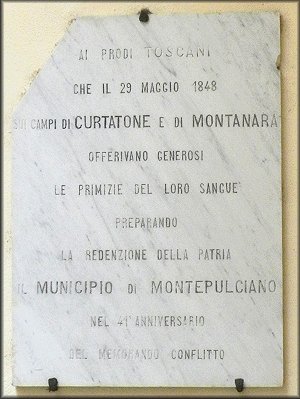 AI PRODI TOSCANI
CHE IL 29 MAGGIO 1848
SUI CAMPI DI CURTATONE E DI MONTANARA
OFFERIVANO GENEROSI
LE PRIMIZIE DEL LORO SANGUE
PREPARANDO
LA REDENZIONE DELLA PATRIA
IL MUNICIPIO DI MONTEPULCIANO
NEL 41° ANNIVERSARIO
DEL MEMORANDO CONFLITTO